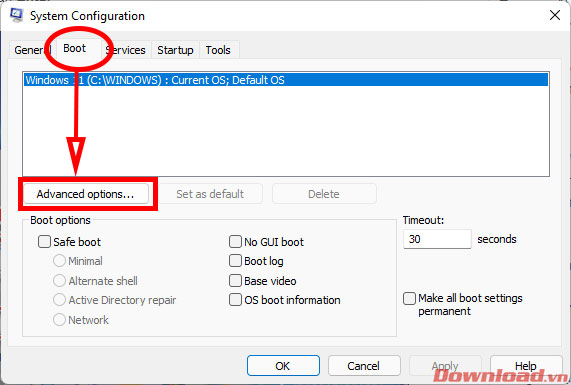 System Configuration
General Boot Services Startup Tools
Windows 11 (C:\WINDOWS) : Current OS; Default OS
Advanced options... Set as default Delete
Boot options
Timeout:
Safe boot No GUI boot 30 seconds
Minimal Boot log
Alternate shell Base video
Active Directory repair OS boot information Make all boot settings
permanent
Network
OK Cancel Apply Help
Download.vn